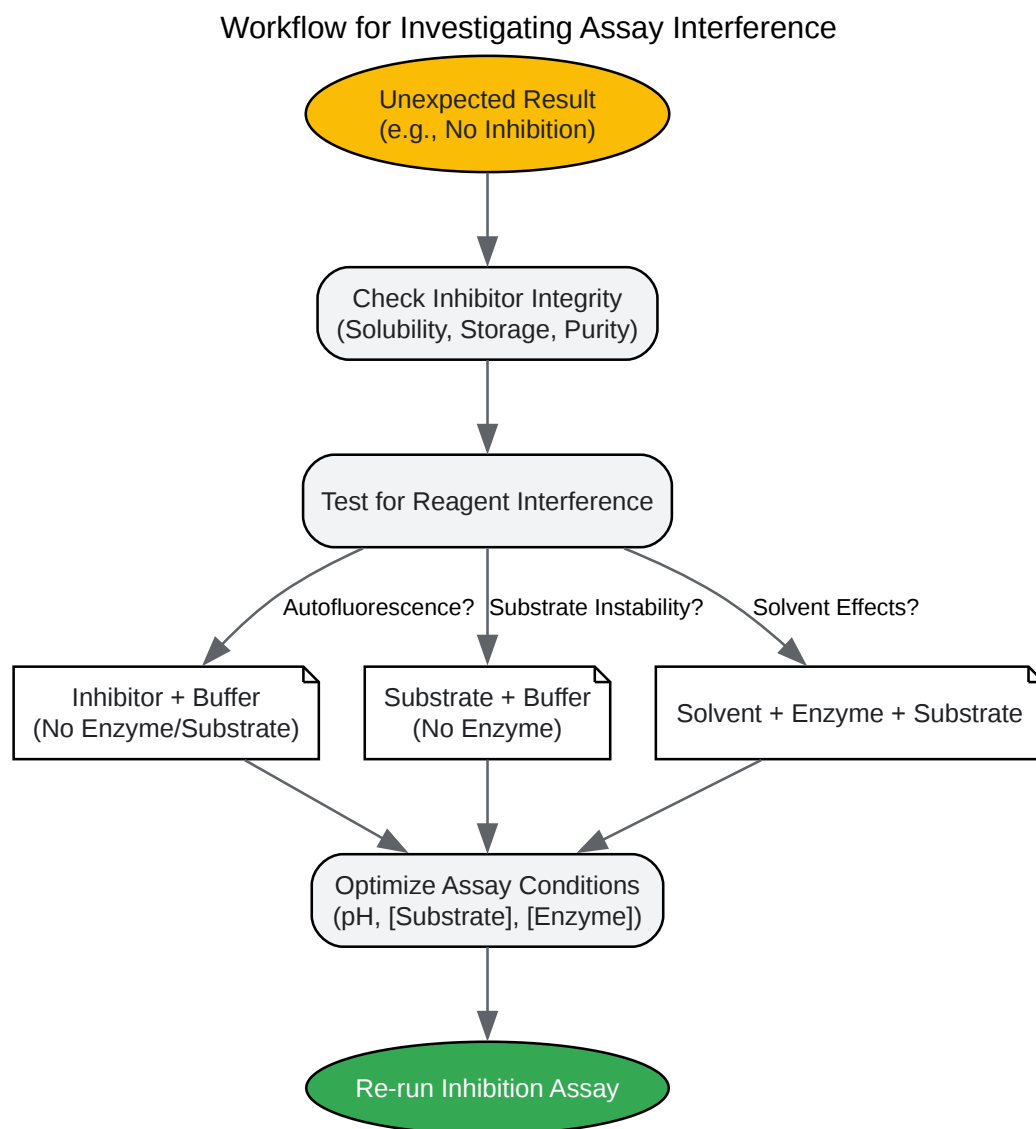 Workflow for Investigating Assay Interference
Unexpected Result
(e.g., No Inhibition)
Check Inhibitor Integrity
(Solubility, Storage, Purity)
Test for Reagent Interference
Autofluorescence?
Substrate Instability?
Solvent Effects?
Inhibitor + Buffer
(No Enzyme/Substrate)
Substrate + Buffer
(No Enzyme)
Solvent + Enzyme + Substrate
Optimize Assay Conditions
(pH, [Substrate], [Enzyme])
Re-run Inhibition Assay